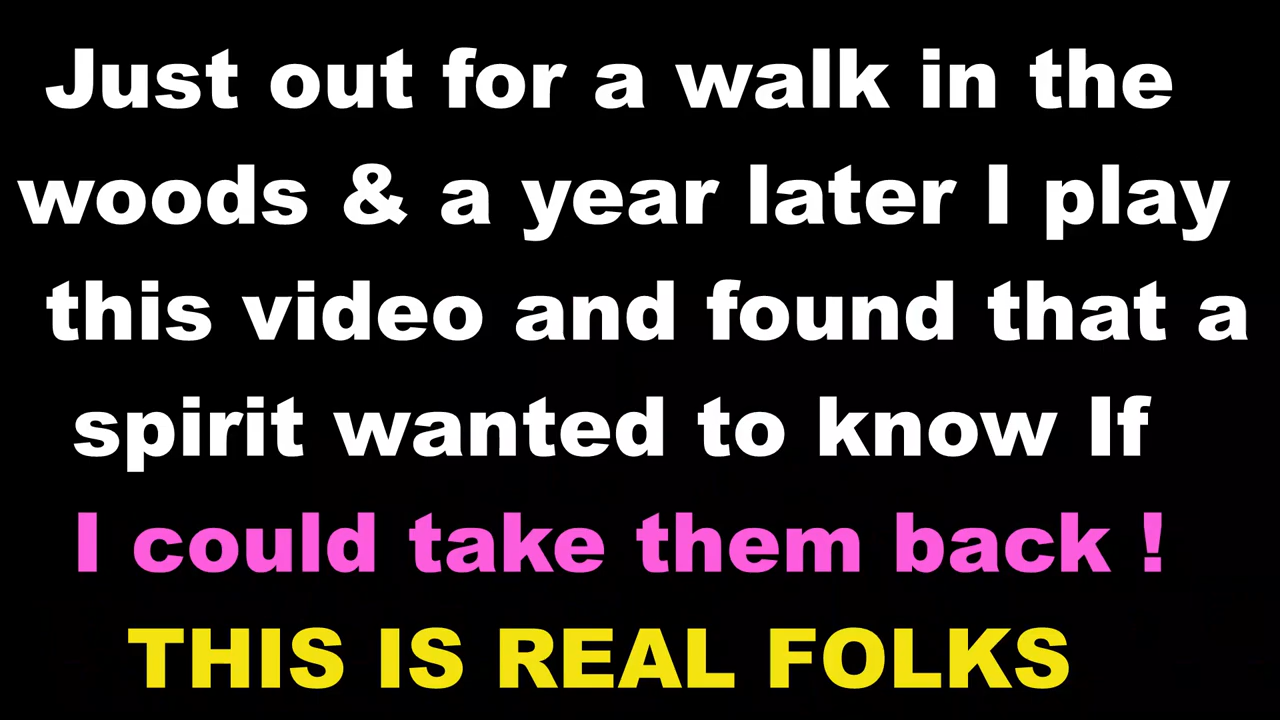 Just out for a walk in the
woods & a year later I play
this video and found that a
spirit wanted to know If
I could take them back !
THIS IS REAL FOLKS